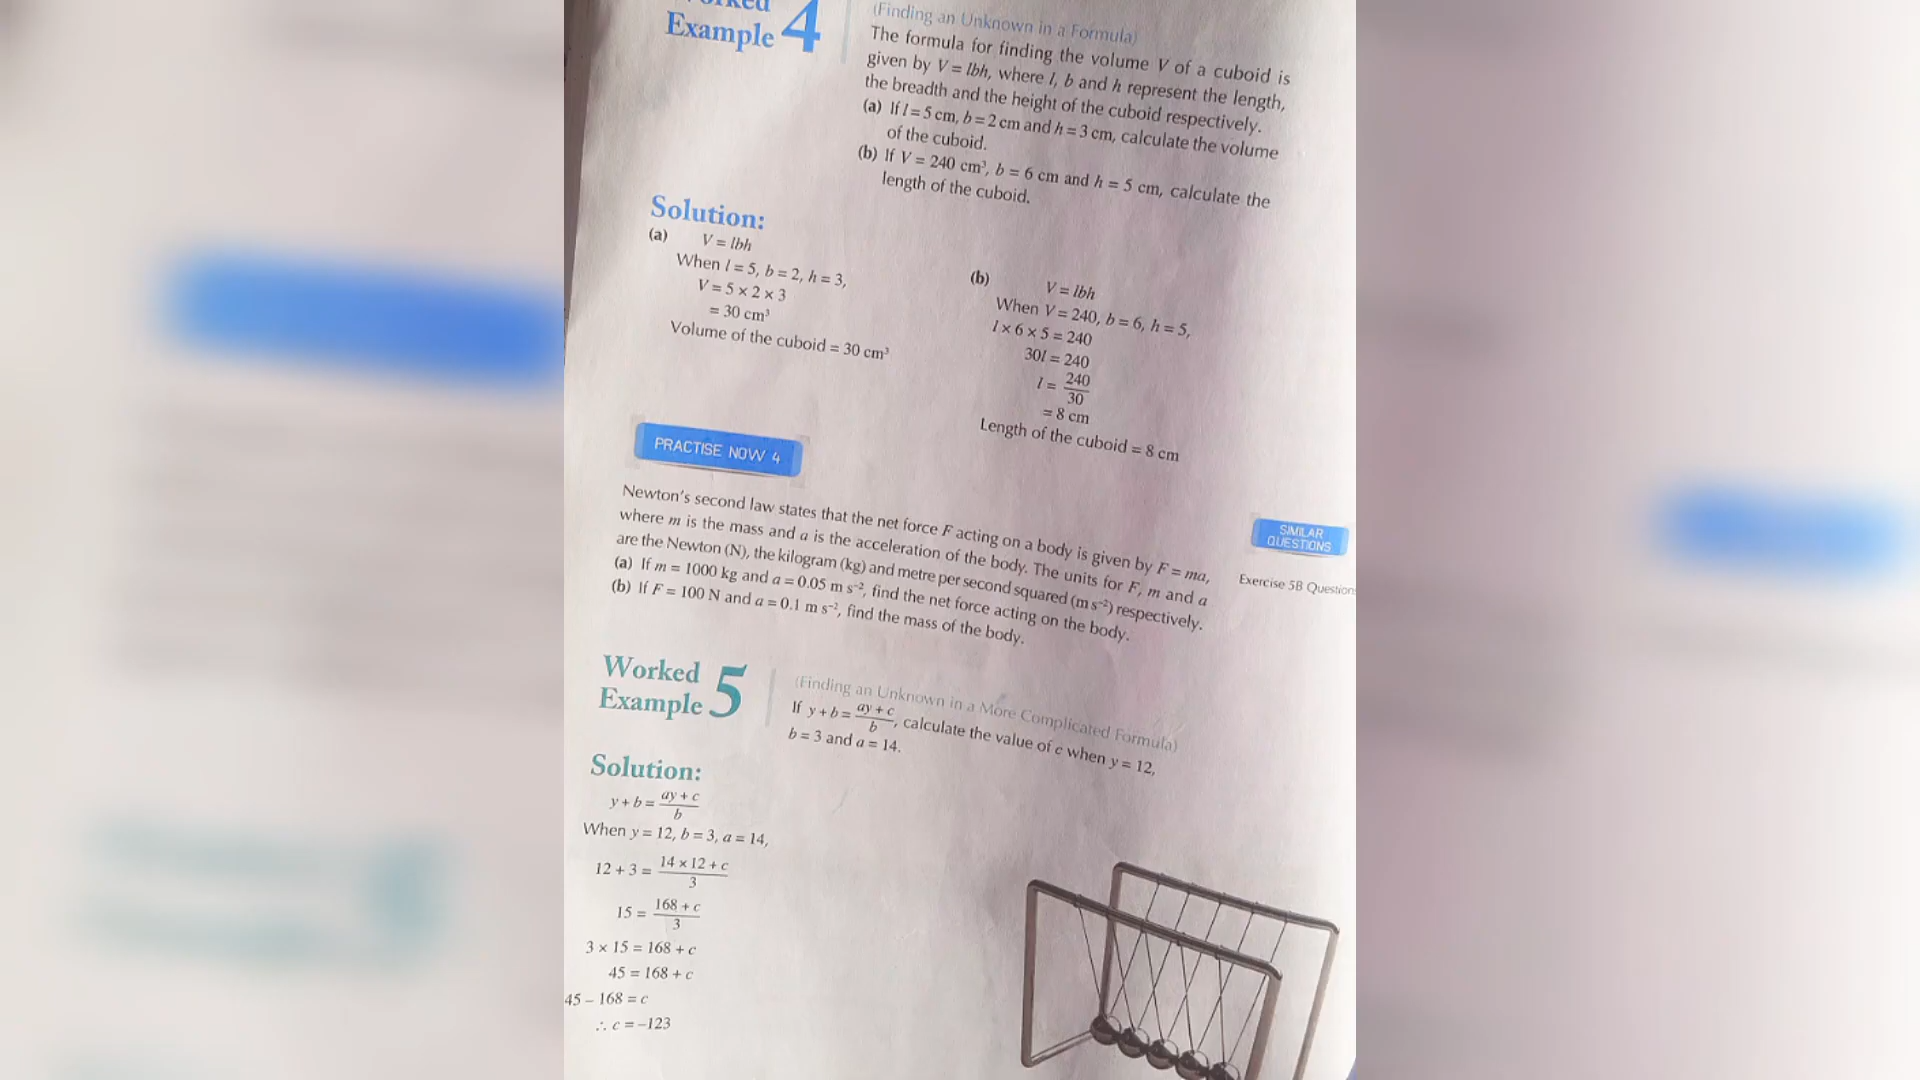 Example 4
(Finding an Unknown in a Formula)
The formula for finding the volume V of a cuboid is
given by V = lbh, where l, b and h represent the length,
the breadth and the height of the cuboid respectively.
(a) If l = 5 cm, b = 2 cm and h = 3 cm, calculate the volume
of the cuboid.
(b) If V = 240 cm³, b = 6 cm and h = 5 cm, calculate the
length of the cuboid.
Solution:
(a) V = lbh
When l = 5, b = 2, h = 3,
V = 5 × 2 × 3
= 30 cm³
Volume of the cuboid = 30 cm³
(b) V = lbh
When V = 240, b = 6, h = 5,
l × 6 × 5 = 240
30l = 240
l = 240/30
= 8 cm
Length of the cuboid = 8 cm
PRACTISE NOW 4
Newton's second law states that the net force F acting on a body is given by F = ma,
where m is the mass and a is the acceleration of the body. The units for F, m and a
are the Newton (N), the kilogram (kg) and metre per second squared (m s⁻²) respectively.
(a) If m = 1000 kg and a = 0.05 m s⁻², find the net force acting on the body.
(b) If F = 100 N and a = 0.1 m s⁻², find the mass of the body.
SIMILAR
QUESTIONS
Exercise 5B Question
Worked
Example 5
(Finding an Unknown in a More Complicated Formula)
If y + b = (ay + c)/b, calculate the value of c when y = 12,
b = 3 and a = 14.
Solution:
y + b = (ay + c)/b
When y = 12, b = 3, a = 14,
12 + 3 = (14 × 12 + c)/3
15 = (168 + c)/3
3 × 15 = 168 + c
45 = 168 + c
45 – 168 = c
∴ c = –123